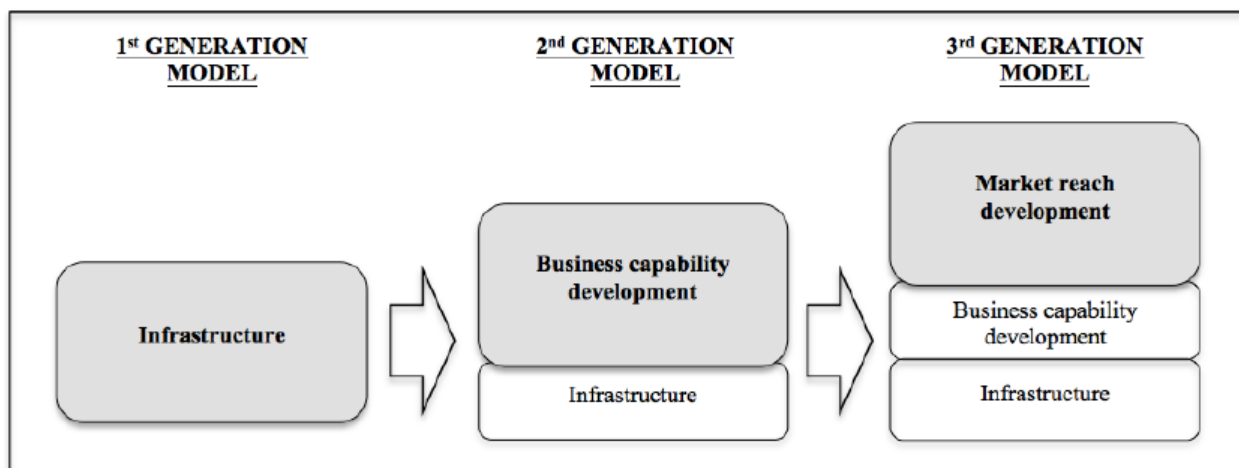 1st GENERATION
MODEL
2nd GENERATION
MODEL
3rd GENERATION
MODEL
Infrastructure
Business capability
development
Infrastructure
Market reach
development
Business capability
development
Infrastructure